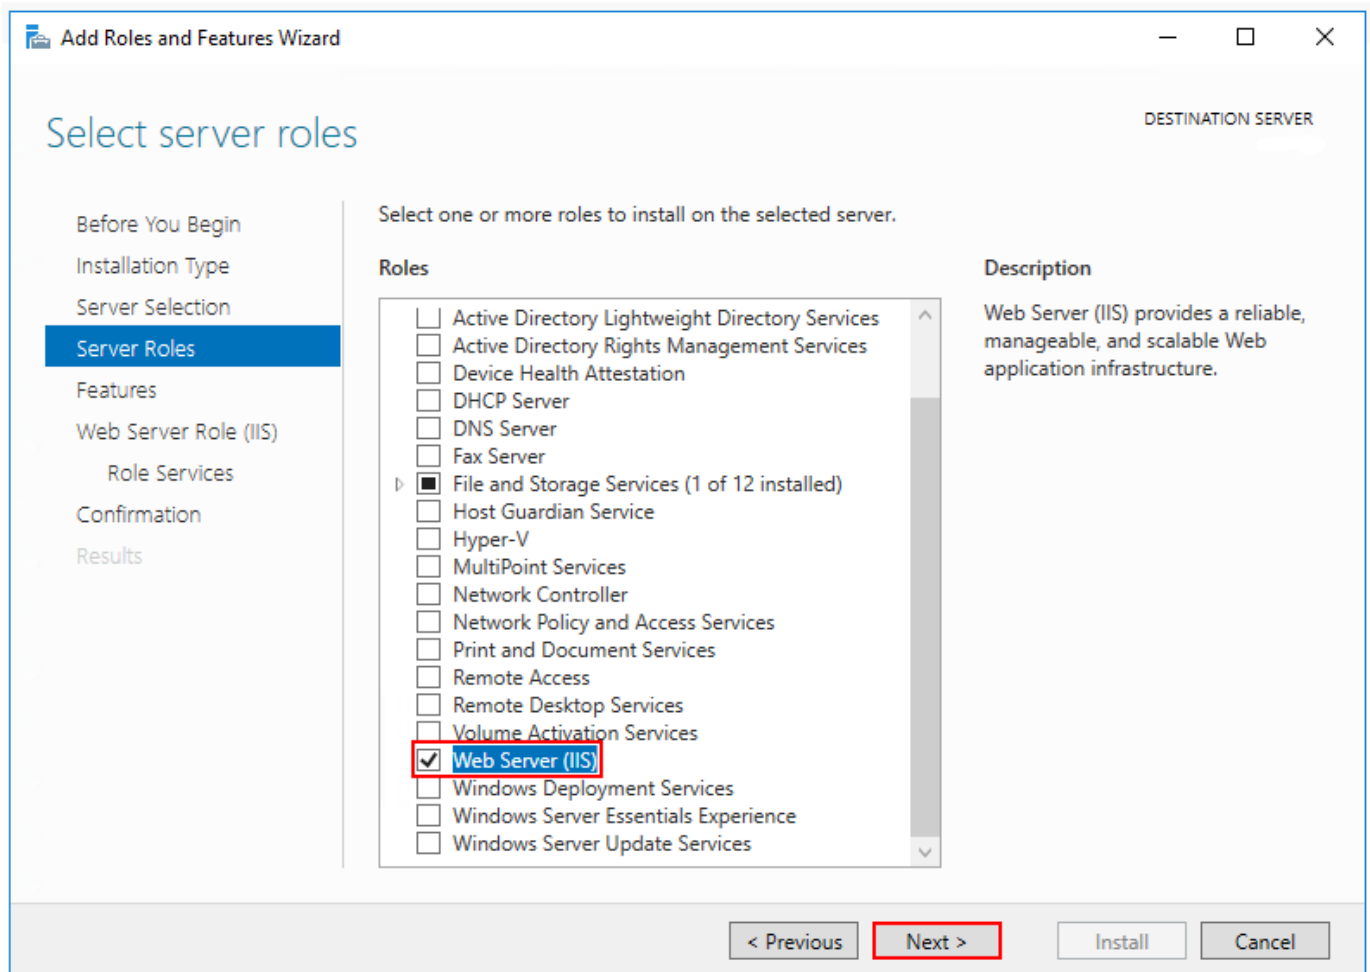 Add Roles and Features Wizard
Select server roles
DESTINATION SERVER
Before You Begin
Installation Type
Server Selection
Server Roles
Features
Web Server Role (IIS)
Role Services
Confirmation
Results
Select one or more roles to install on the selected server.
Roles
Active Directory Lightweight Directory Services
Active Directory Rights Management Services
Device Health Attestation
DHCP Server
DNS Server
Fax Server
File and Storage Services (1 of 12 installed)
Host Guardian Service
Hyper-V
MultiPoint Services
Network Controller
Network Policy and Access Services
Print and Document Services
Remote Access
Remote Desktop Services
Volume Activation Services
Web Server (IIS)
Windows Deployment Services
Windows Server Essentials Experience
Windows Server Update Services
Description
Web Server (IIS) provides a reliable,
manageable, and scalable Web
application infrastructure.
< Previous
Next >
Install
Cancel